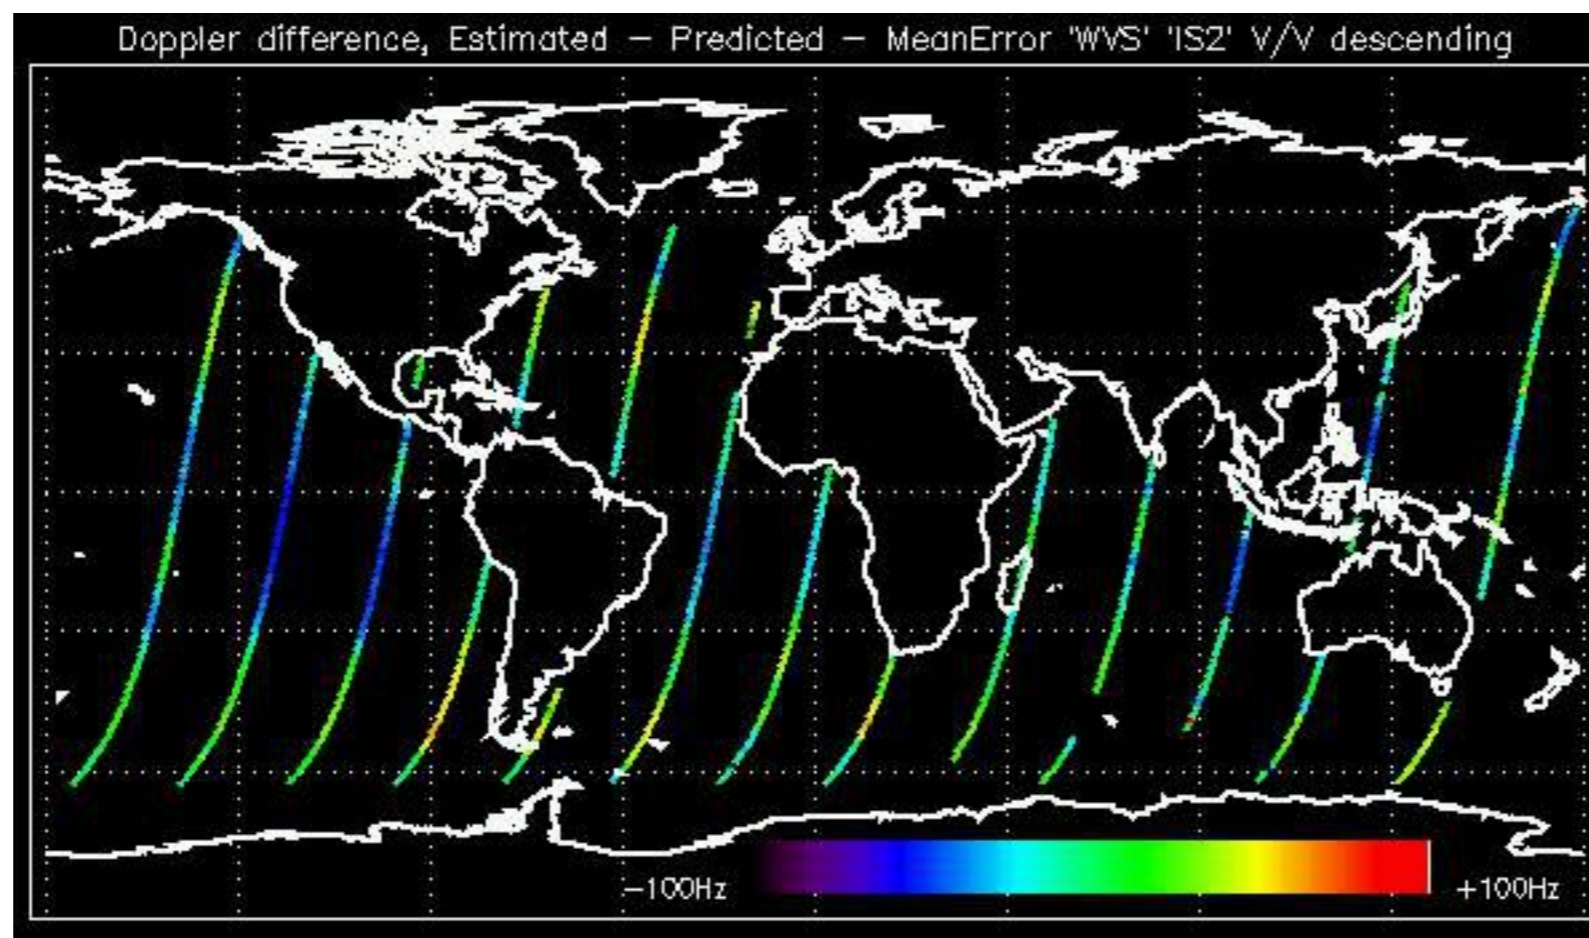 Doppler difference, Estimated – Predicted – MeanError 'WVS' 'IS2' V/V descending
–100Hz
+100Hz